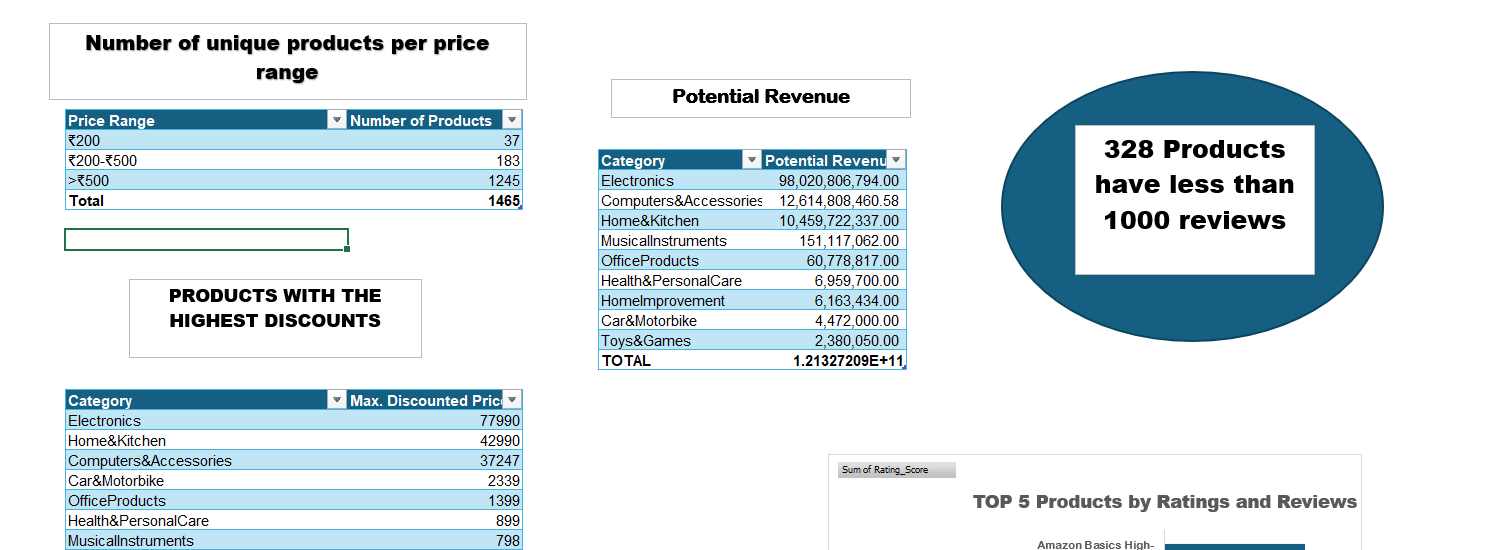 Number of unique products per price
range
Price Range Number of Products
₹200 37
₹200-₹500 183
>₹500 1245
Total 1465
PRODUCTS WITH THE
HIGHEST DISCOUNTS
Category Max. Discounted Pric
Electronics 77990
Home&Kitchen 42990
Computers&Accessories 37247
Car&Motorbike 2339
OfficeProducts 1399
Health&PersonalCare 899
MusicalInstruments 798
Potential Revenue
Category Potential Revenu
Electronics 98,020,806,794.00
Computers&Accessories 12,614,808,460.58
Home&Kitchen 10,459,722,337.00
MusicalInstruments 151,117,062.00
OfficeProducts 60,778,817.00
Health&PersonalCare 6,959,700.00
HomeImprovement 6,163,434.00
Car&Motorbike 4,472,000.00
Toys&Games 2,380,050.00
TOTAL 1.21327209E+11
328 Products
have less than
1000 reviews
Sum of Rating_Score
TOP 5 Products by Ratings and Reviews
Amazon Basics High-